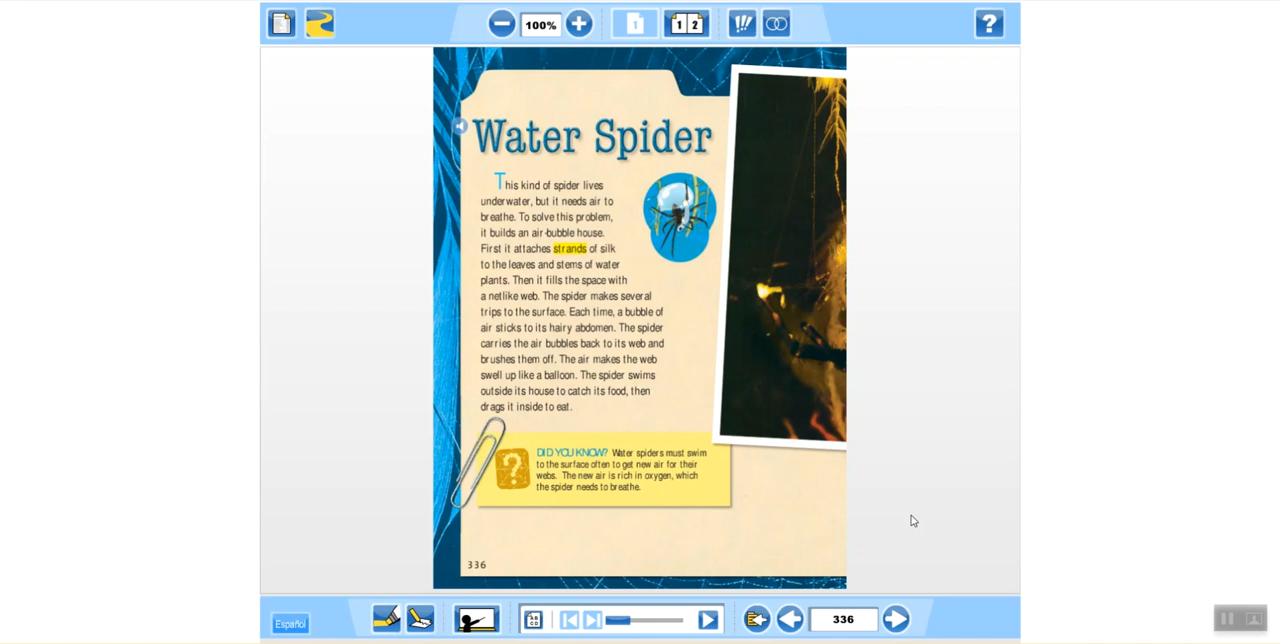 100%
1
1 2
?
Water Spider
This kind of spider lives
underwater, but it needs air to
breathe. To solve this problem,
it builds an air-bubble house.
First it attaches strands of silk
to the leaves and stems of water
plants. Then it fills the space with
a netlike web. The spider makes several
trips to the surface. Each time, a bubble of
air sticks to its hairy abdomen. The spider
carries the air bubbles back to its web and
brushes them off. The air makes the web
swell up like a balloon. The spider swims
outside its house to catch its food, then
drags it inside to eat.
?
DID YOU KNOW? Water spiders must swim
to the surface often to get new air for their
webs. The new air is rich in oxygen, which
the spider needs to breathe.
336
Español
336